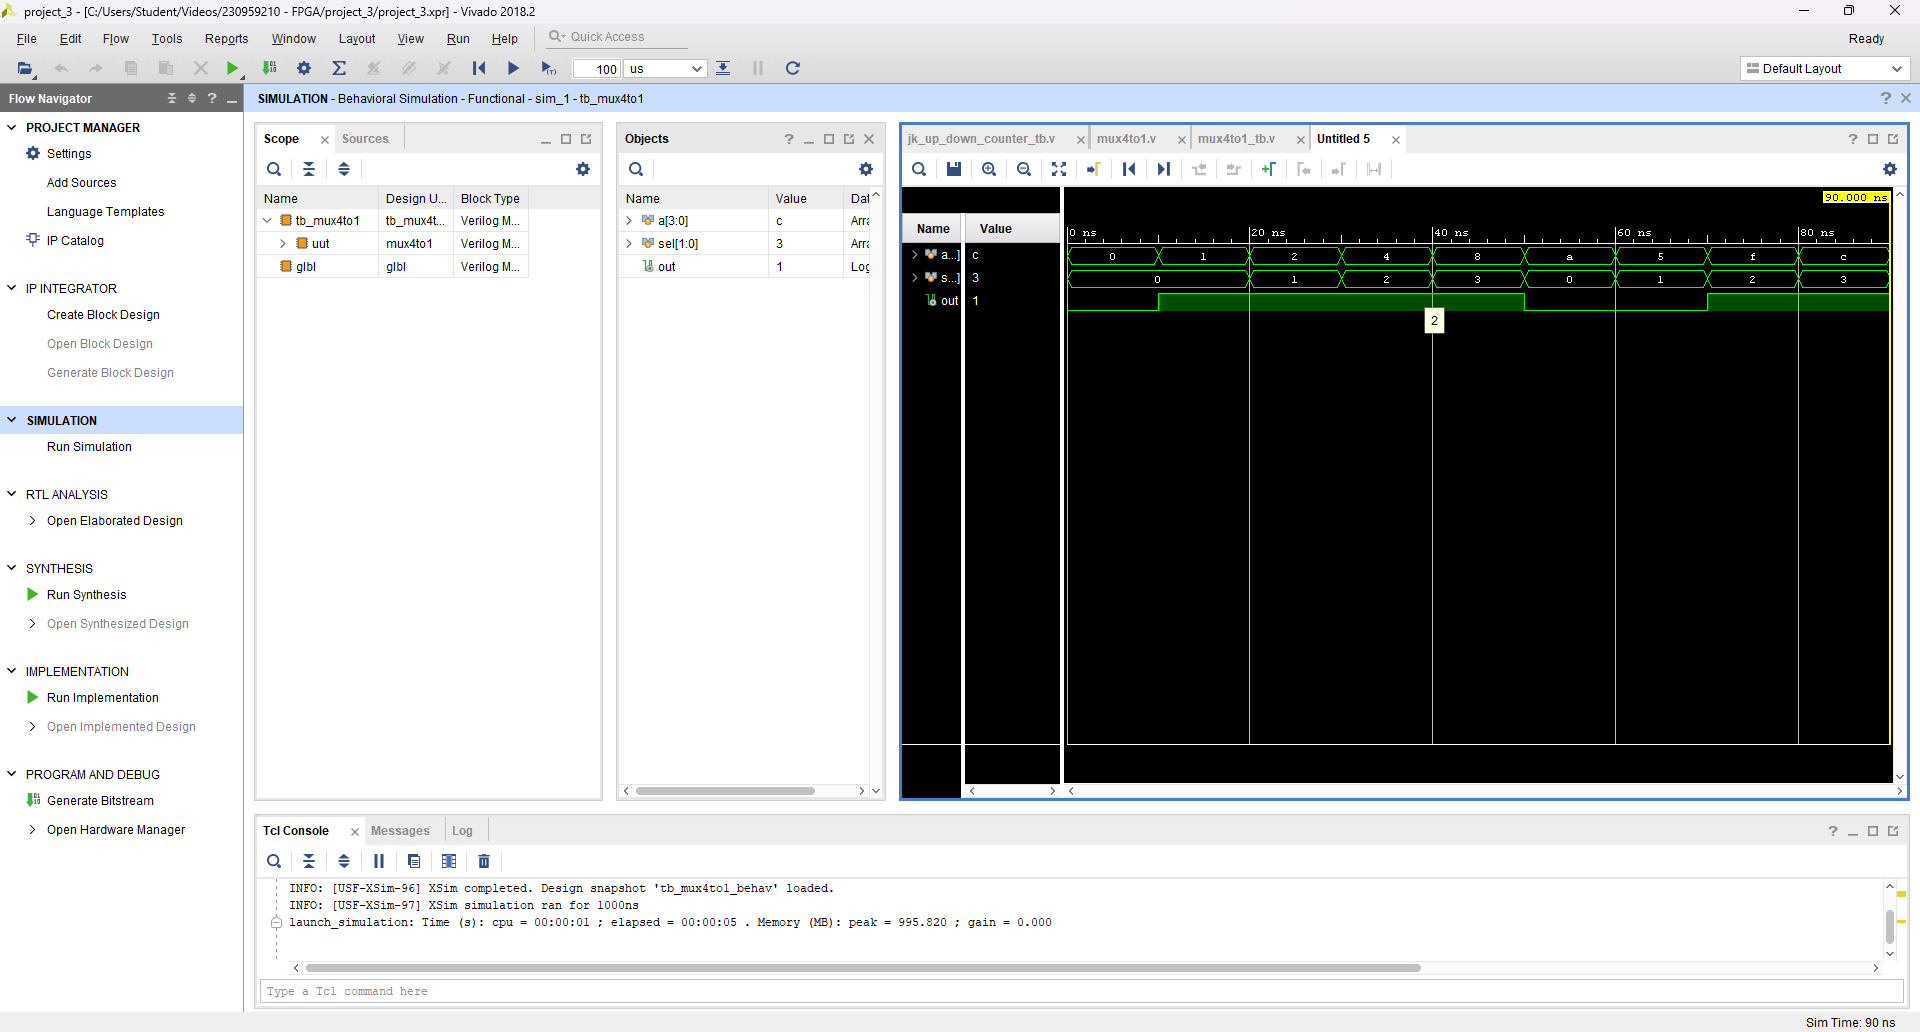 project_3 - [C:/Users/Student/Videos/230959210 - FPGA/project_3/project_3.xpr] - Vivado 2018.2
File Edit Flow Tools Reports Window Layout View Run Help Quick Access Ready
100 us Default Layout
Flow Navigator
SIMULATION - Behavioral Simulation - Functional - sim_1 - tb_mux4to1
PROJECT MANAGER
Settings
Add Sources
Language Templates
IP Catalog
IP INTEGRATOR
Create Block Design
Open Block Design
Generate Block Design
SIMULATION
Run Simulation
RTL ANALYSIS
Open Elaborated Design
SYNTHESIS
Run Synthesis
Open Synthesized Design
IMPLEMENTATION
Run Implementation
Open Implemented Design
PROGRAM AND DEBUG
Generate Bitstream
Open Hardware Manager
Scope Sources
Name Design U... Block Type
tb_mux4to1 tb_mux4t... Verilog M...
uut mux4to1 Verilog M...
glbl glbl Verilog M...
Objects
Name Value Dat
a[3:0] c Arra
sel[1:0] 3 Arra
out 1 Log
jk_up_down_counter_tb.v mux4to1.v mux4to1_tb.v Untitled 5
90.000 ns
Name Value
0 ns 20 ns 40 ns 60 ns 80 ns
a...] c 0 1 2 4 8 a 5 f c
s...] 3 0 1 2 3 0 1 2 3
out 1
2
Tcl Console Messages Log
INFO: [USF-XSim-96] XSim completed. Design snapshot 'tb_mux4to1_behav' loaded.
INFO: [USF-XSim-97] XSim simulation ran for 1000ns
launch_simulation: Time (s): cpu = 00:00:01 ; elapsed = 00:00:05 . Memory (MB): peak = 995.820 ; gain = 0.000
Type a Tcl command here
Sim Time: 90 ns